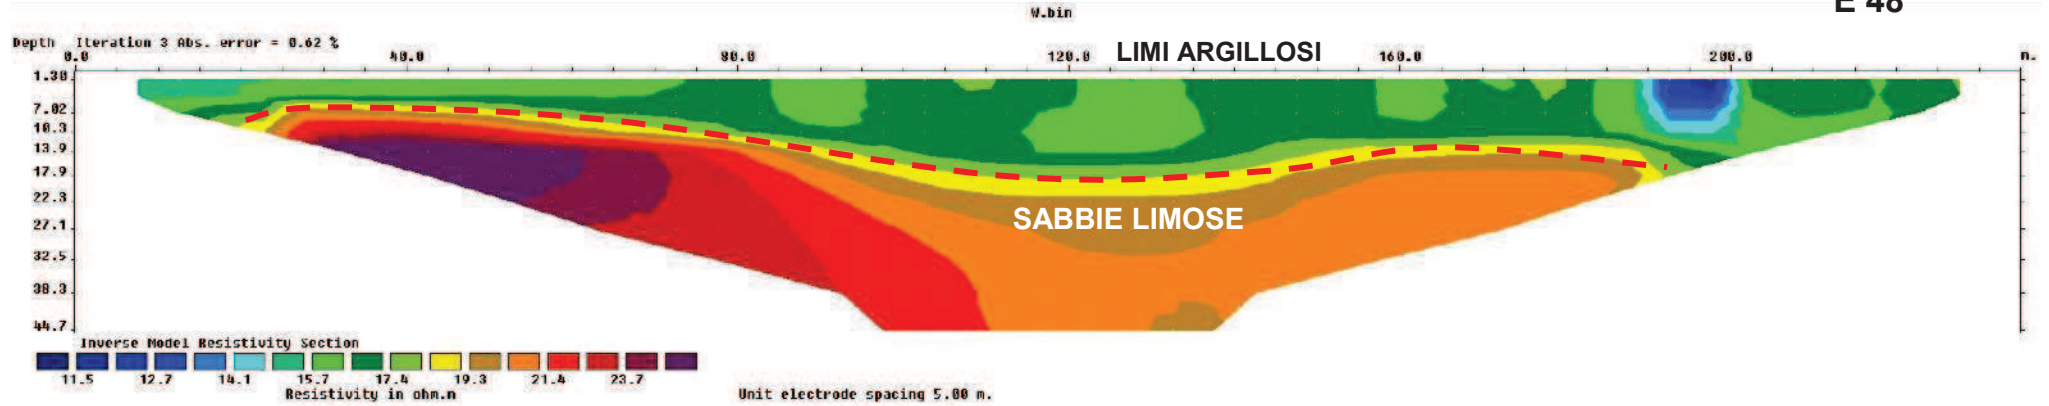 E 48
W.bin
Depth Iteration 3 Abs. error = 0.62 %
LIMI ARGILLOSI
0.0 40.0 80.0 120.0 160.0 200.0 m.
1.30
7.02
10.3
13.9
17.9
22.3
27.1
32.5
38.3
44.7
SABBIE LIMOSE
Inverse Model Resistivity Section
11.5 12.7 14.1 15.7 17.4 19.3 21.4 23.7
Resistivity in ohm.m
Unit electrode spacing 5.00 m.